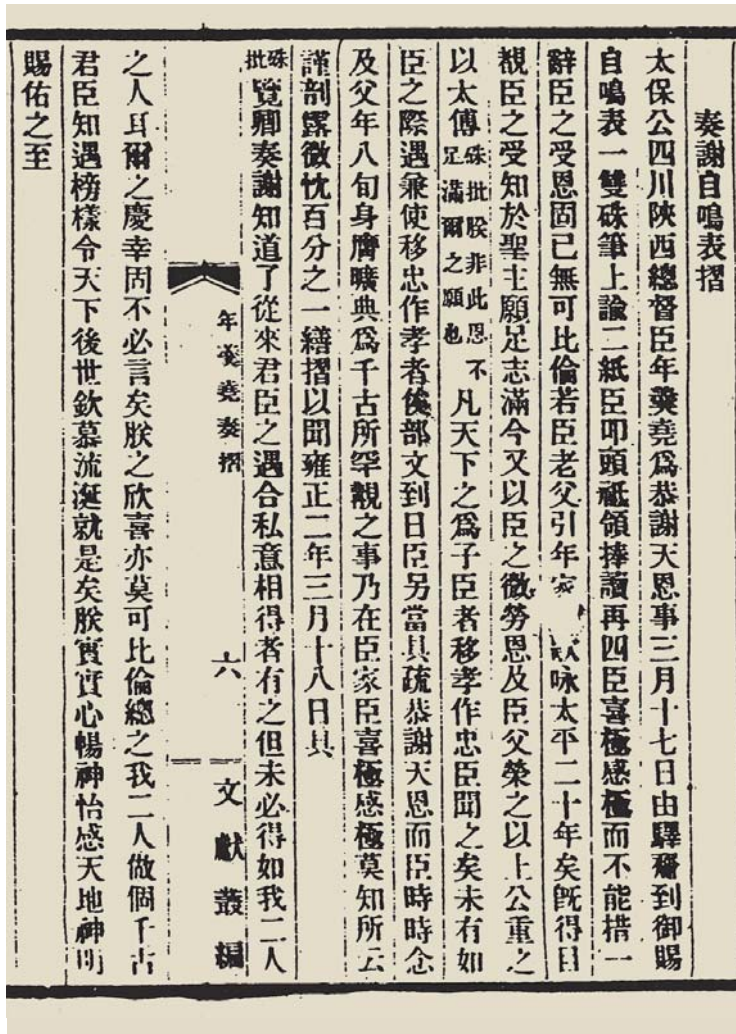 奏謝自鳴表摺
太保公四川陝西總督臣年羹堯爲恭謝天恩事三月十七日由驛齎到御賜
自鳴表一雙硃筆上諭二紙臣叩頭祗領捧讀再四臣喜極感極而不能措一
辭臣之受恩固已無可比倫若臣老父引年家咏太平二十年矣旣得目
覩臣之受知於聖主願足志滿今又以臣之微勞恩及臣父榮之以上公重之
以太傅硃批朕非此恩不足滿爾之願也凡天下之爲子臣者移孝作忠臣聞之矣未有如
臣之際遇兼使移忠作孝者俟部文到日臣另當具疏恭謝天恩而臣時時念
及父年八旬身膺曠典爲千古所罕覯之事乃在臣家臣喜極感極莫知所云
謹剖露微忱百分之一繕摺以聞雍正二年三月十八日具
硃批覽卿奏謝知道了從來君臣之遇合私意相得者有之但未必得如我二人
年羹堯奏摺 六 文獻叢編
之人耳爾之慶幸固不必言矣朕之欣喜亦莫可比倫總之我二人做個千古
君臣知遇榜樣令天下後世欽慕流涎就是矣朕實實心暢神怡感天地神明
賜佑之至